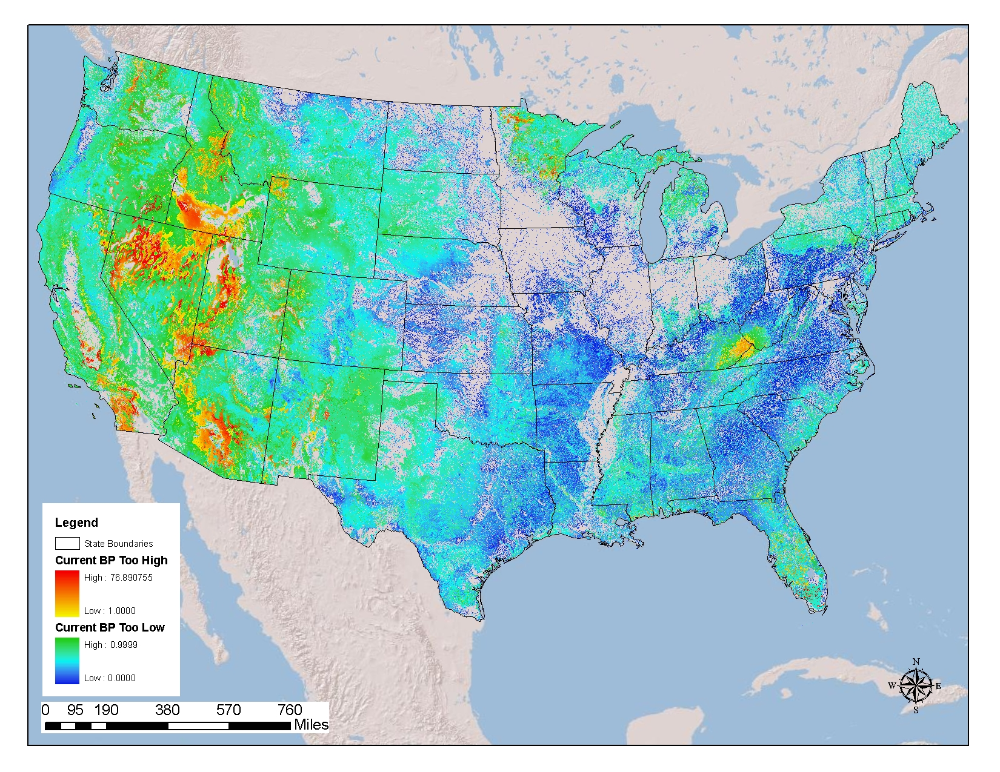 Legend
State Boundaries
Current BP Too High
High : 76.890755
Low : 1.0000
Current BP Too Low
High : 0.9999
Low : 0.0000
0 95 190 380 570 760
Miles
N
W E
S